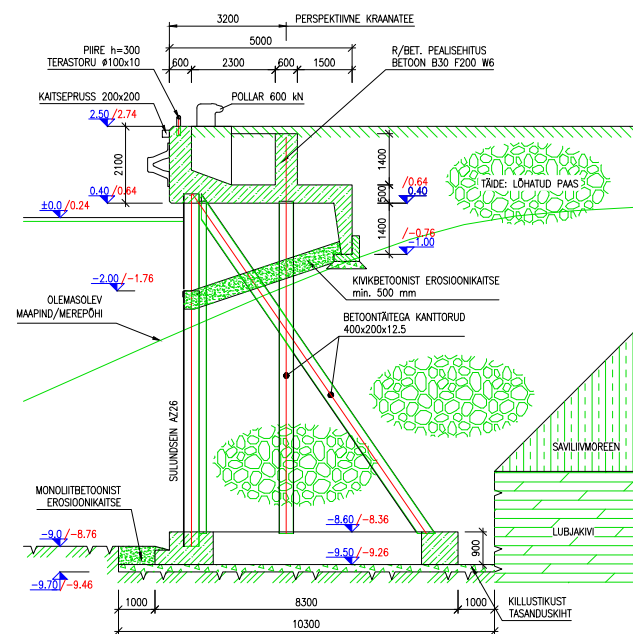 3200
PERSPEKTIIVNE KRAANATEE
5000
PIIRE h=300
TERASTORU ø100x10
600
2300
600
1500
R/BET. PEALISEHITUS
BETOON B30 F200 W6
KAITSEPRUSS 200x200
POLLAR 600 kN
2.50/2.74
2100
1400
TÄIDE: LÕHATUD PAAS
0.40/0.64
500
/0.64
0.40
±0.0/0.24
1400
/-0.76
-1.00
-2.00/-1.76
KIVIKBETOONIST EROSIOONIKAITSE
min. 500 mm
OLEMASOLEV
MAAPIND/MEREPÕHI
BETOONTÄITEGA KANTTORUD
400x200x12.5
SULUNDSEIN AZ26
SAVILIIVMOREEN
MONOLIITBETOONIST
EROSIOONIKAITSE
-8.60/-8.36
-9.0/-8.76
LUBJAKIVI
900
-9.50/-9.26
-9.70/-9.46
1000
8300
1000
KILLUSTIKUST
TASANDUSKIHT
10300